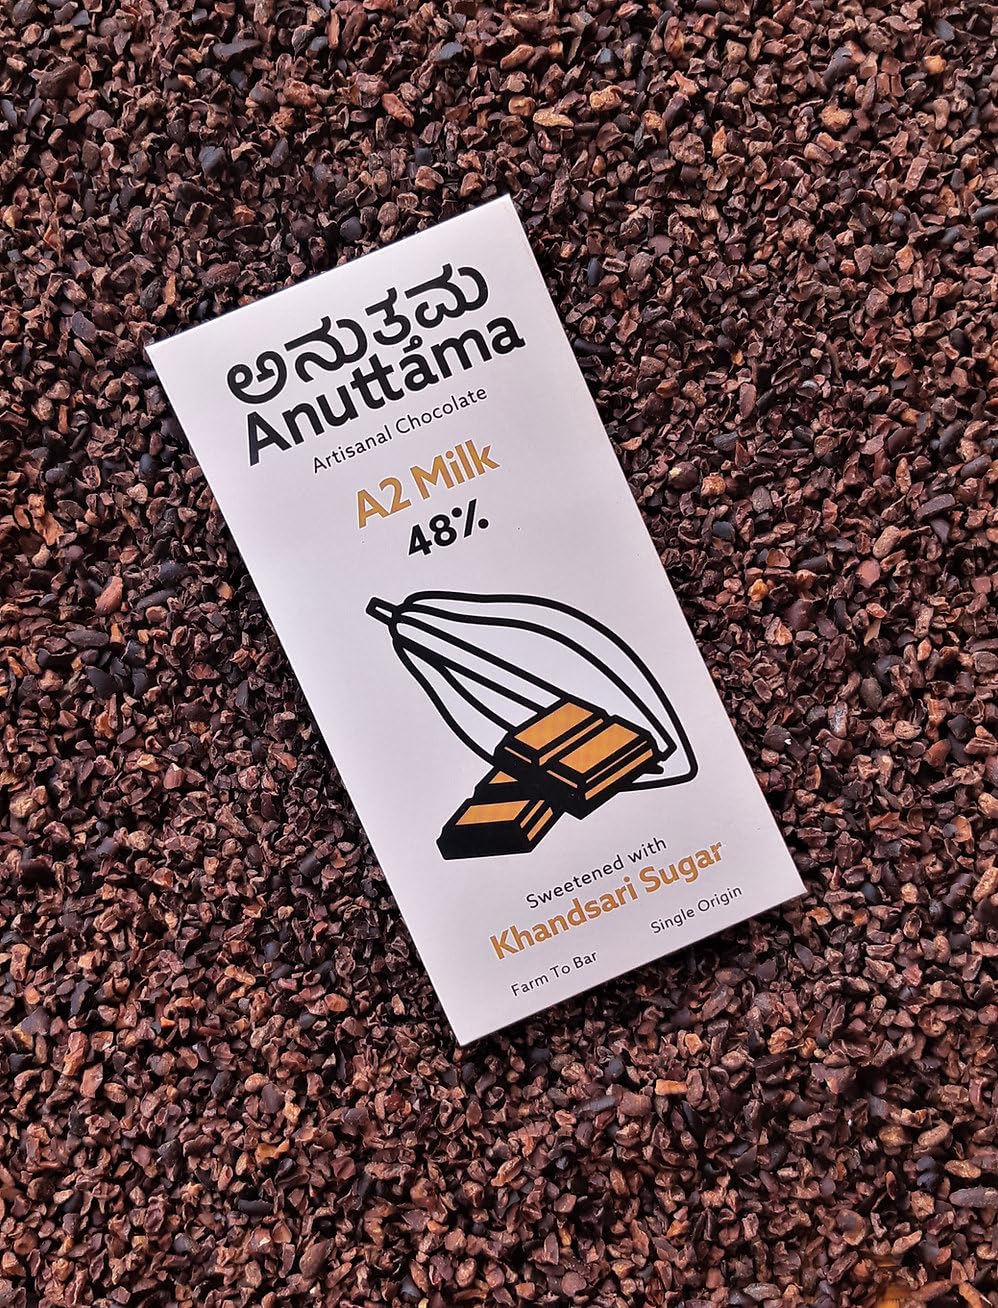 ಅನುತ್ತಮ
Anuttama
Artisanal Chocolate
A2 Milk
48%
Sweetened with
Khandsari Sugar
Farm To Bar Single Origin